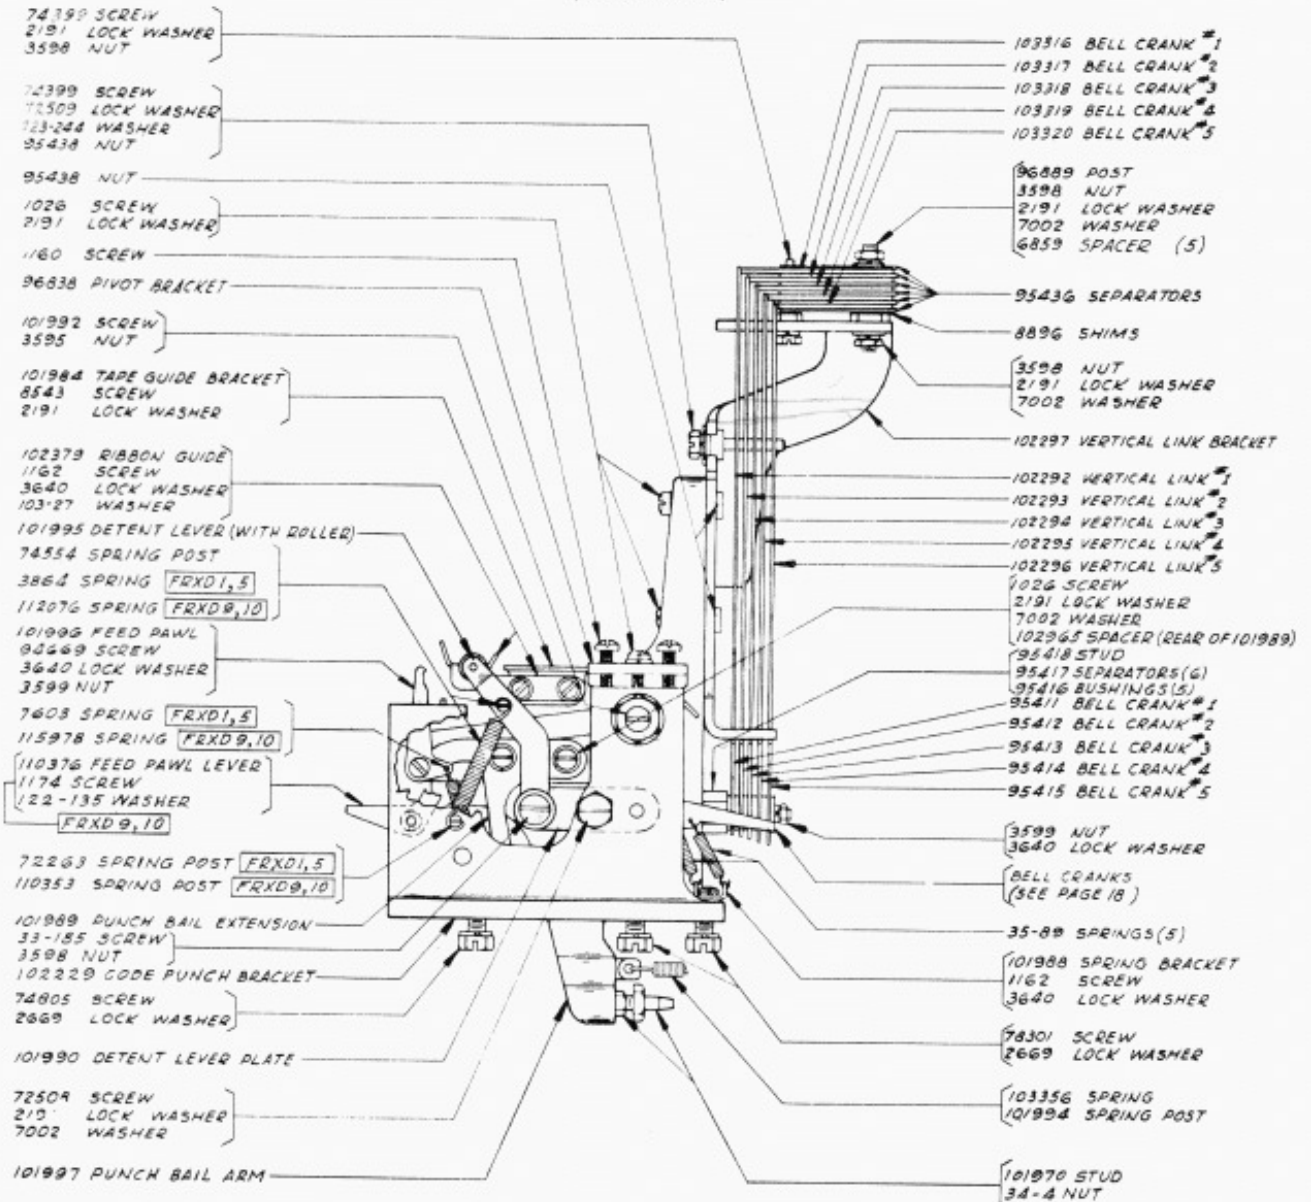 74399 SCREW
2191 LOCK WASHER
3598 NUT
74399 SCREW
72509 LOCK WASHER
123-244 WASHER
95438 NUT
95438 NUT
1026 SCREW
2191 LOCK WASHER
1160 SCREW
96838 PIVOT BRACKET
101992 SCREW
3595 NUT
101984 TAPE GUIDE BRACKET
8543 SCREW
2191 LOCK WASHER
102379 RIBBON GUIDE
1162 SCREW
3640 LOCK WASHER
103-27 WASHER
101995 DETENT LEVER (WITH ROLLER)
74554 SPRING POST
3864 SPRING FRXD1,5
112076 SPRING FRXD9,10
101996 FEED PAWL
94669 SCREW
3640 LOCK WASHER
3599 NUT
7603 SPRING FRXD1,5
115978 SPRING FRXD9,10
110376 FEED PAWL LEVER
1174 SCREW
122-135 WASHER
FRXD9,10
72263 SPRING POST FRXD1,5
110353 SPRING POST FRXD9,10
101989 PUNCH BAIL EXTENSION
33-185 SCREW
3598 NUT
102229 CODE PUNCH BRACKET
74805 SCREW
2669 LOCK WASHER
101990 DETENT LEVER PLATE
SCREW
LOCK WASHER
7002 WASHER
101997 PUNCH BAIL ARM
103316 BELL CRANK #1
103317 BELL CRANK #2
103318 BELL CRANK #3
103319 BELL CRANK #4
103320 BELL CRANK #5
96889 POST
3598 NUT
2191 LOCK WASHER
7002 WASHER
6859 SPACER (5)
95436 SEPARATORS
8896 SHIMS
3598 NUT
2191 LOCK WASHER
7002 WASHER
102297 VERTICAL LINK BRACKET
102292 VERTICAL LINK #1
102293 VERTICAL LINK #2
102294 VERTICAL LINK #3
102295 VERTICAL LINK #4
102296 VERTICAL LINK #5
1026 SCREW
2191 LOCK WASHER
7002 WASHER
102965 SPACER (REAR OF 101989)
95418 STUD
95417 SEPARATORS (6)
95416 BUSHINGS (5)
95411 BELL CRANK #1
95412 BELL CRANK #2
95413 BELL CRANK #3
95414 BELL CRANK #4
95415 BELL CRANK #5
3599 NUT
3640 LOCK WASHER
BELL CRANKS
(SEE PAGE 18)
35-89 SPRINGS (5)
101988 SPRING BRACKET
1162 SCREW
3640 LOCK WASHER
78301 SCREW
2669 LOCK WASHER
103356 SPRING
101994 SPRING POST
101970 STUD
34-4 NUT